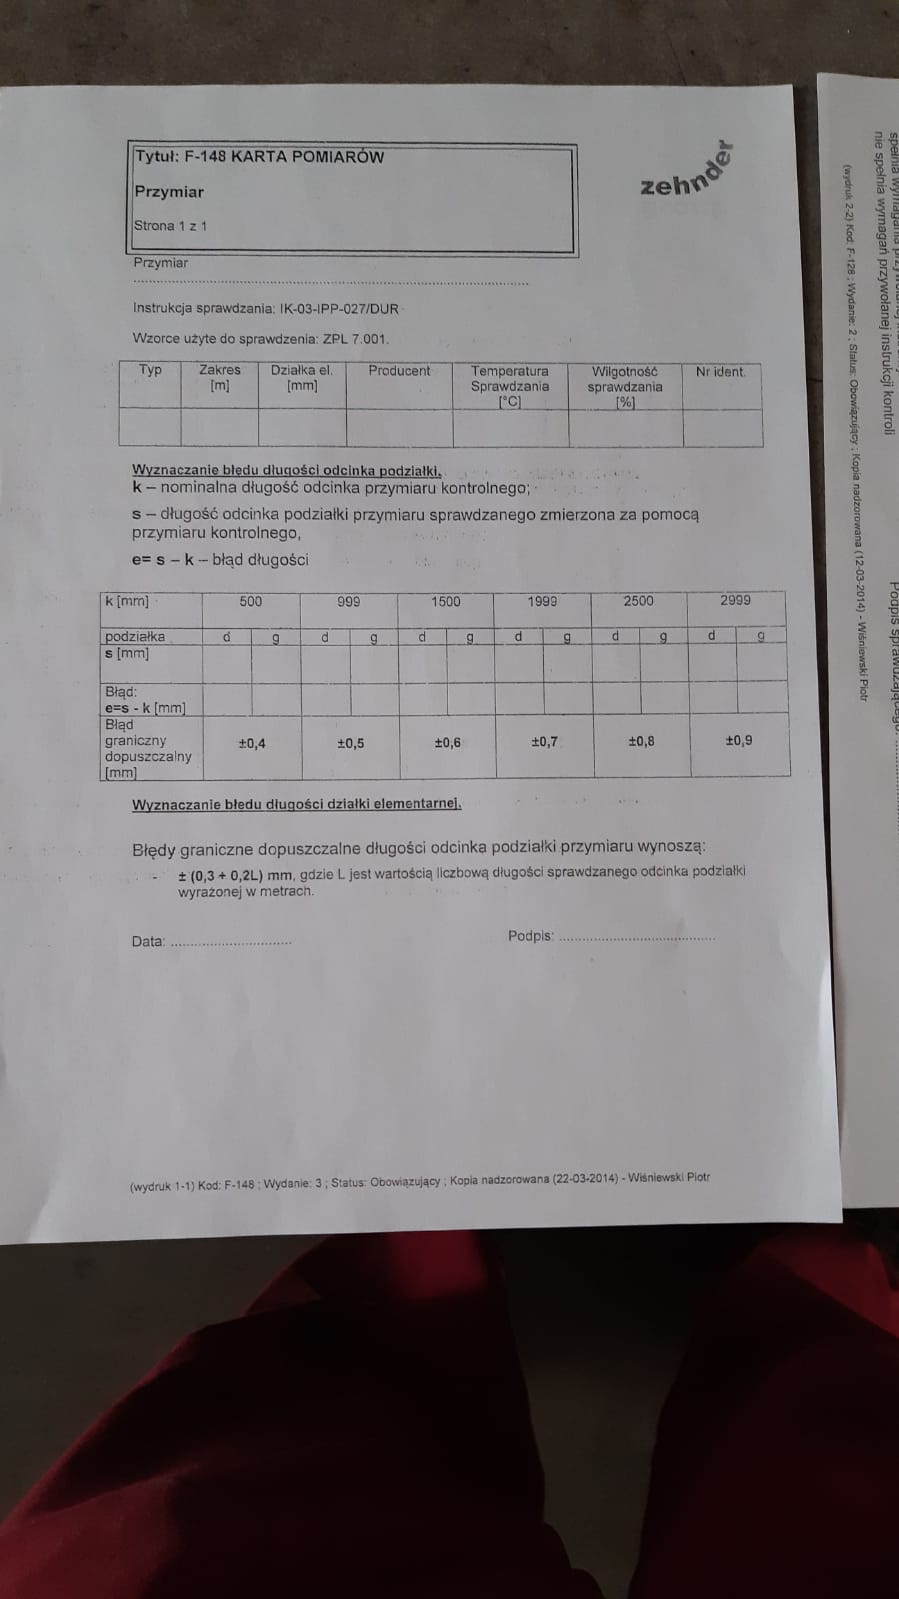 Tytuł: F-148 KARTA POMIARÓW
Przymiar
Strona 1 z 1
zehnder
Przymiar
................................................................
Instrukcja sprawdzania: IK-03-IPP-027/DUR
Wzorce użyte do sprawdzenia: ZPL 7.001.
Typ Zakres [m] Działka el. [mm] Producent Temperatura Sprawdzania [°C] Wilgotność sprawdzania [%] Nr ident.
Wyznaczanie błędu długości odcinka podziałki.
k – nominalna długość odcinka przymiaru kontrolnego;
s – długość odcinka podziałki przymiaru sprawdzanego zmierzona za pomocą
przymiaru kontrolnego,
e= s – k – błąd długości
k [mm] 500 999 1500 1999 2500 2999
podziałka d g d g d g d g d g d g
s [mm]
Błąd:
e=s - k [mm]
Błąd
graniczny
dopuszczalny
[mm]
±0,4 ±0,5 ±0,6 ±0,7 ±0,8 ±0,9
Wyznaczanie błędu długości działki elementarnej.
Błędy graniczne dopuszczalne długości odcinka podziałki przymiaru wynoszą:
- ± (0,3 + 0,2L) mm, gdzie L jest wartością liczbową długości sprawdzanego odcinka podziałki
wyrażonej w metrach.
Data: ...............................
Podpis: ........................................
(wydruk 1-1) Kod: F-148 ; Wydanie: 3 ; Status: Obowiązujący ; Kopia nadzorowana (22-03-2014) - Wiśniewski Piotr
spełnia wymagania
nie spełnia wymagań przywołanej instrukcji kontroli
Podpis sprawdzającego:
(wydruk 2-2) Kod: F-128 ; Wydanie: 2 ; Status: Obowiązujący ; Kopia nadzorowana (12-03-2014) - Wiśniewski Piotr